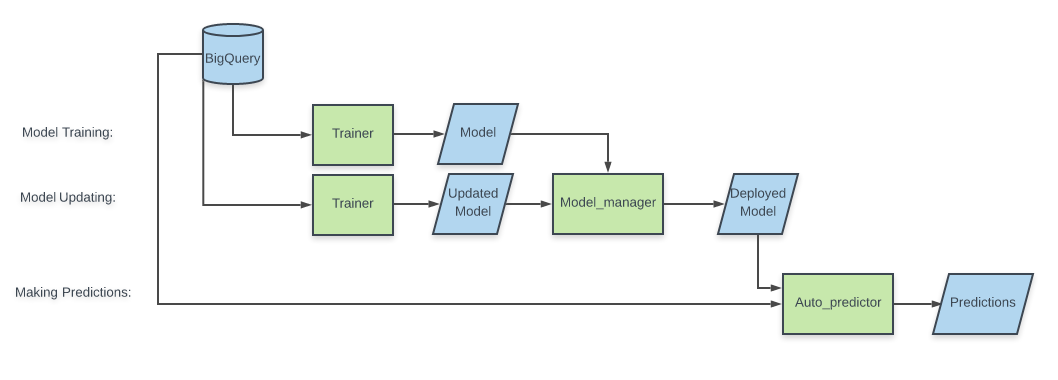 BigQuery
Model Training:
Trainer
Model
Model Updating:
Trainer
Updated
Model
Model_manager
Deployed
Model
Making Predictions:
Auto_predictor
Predictions